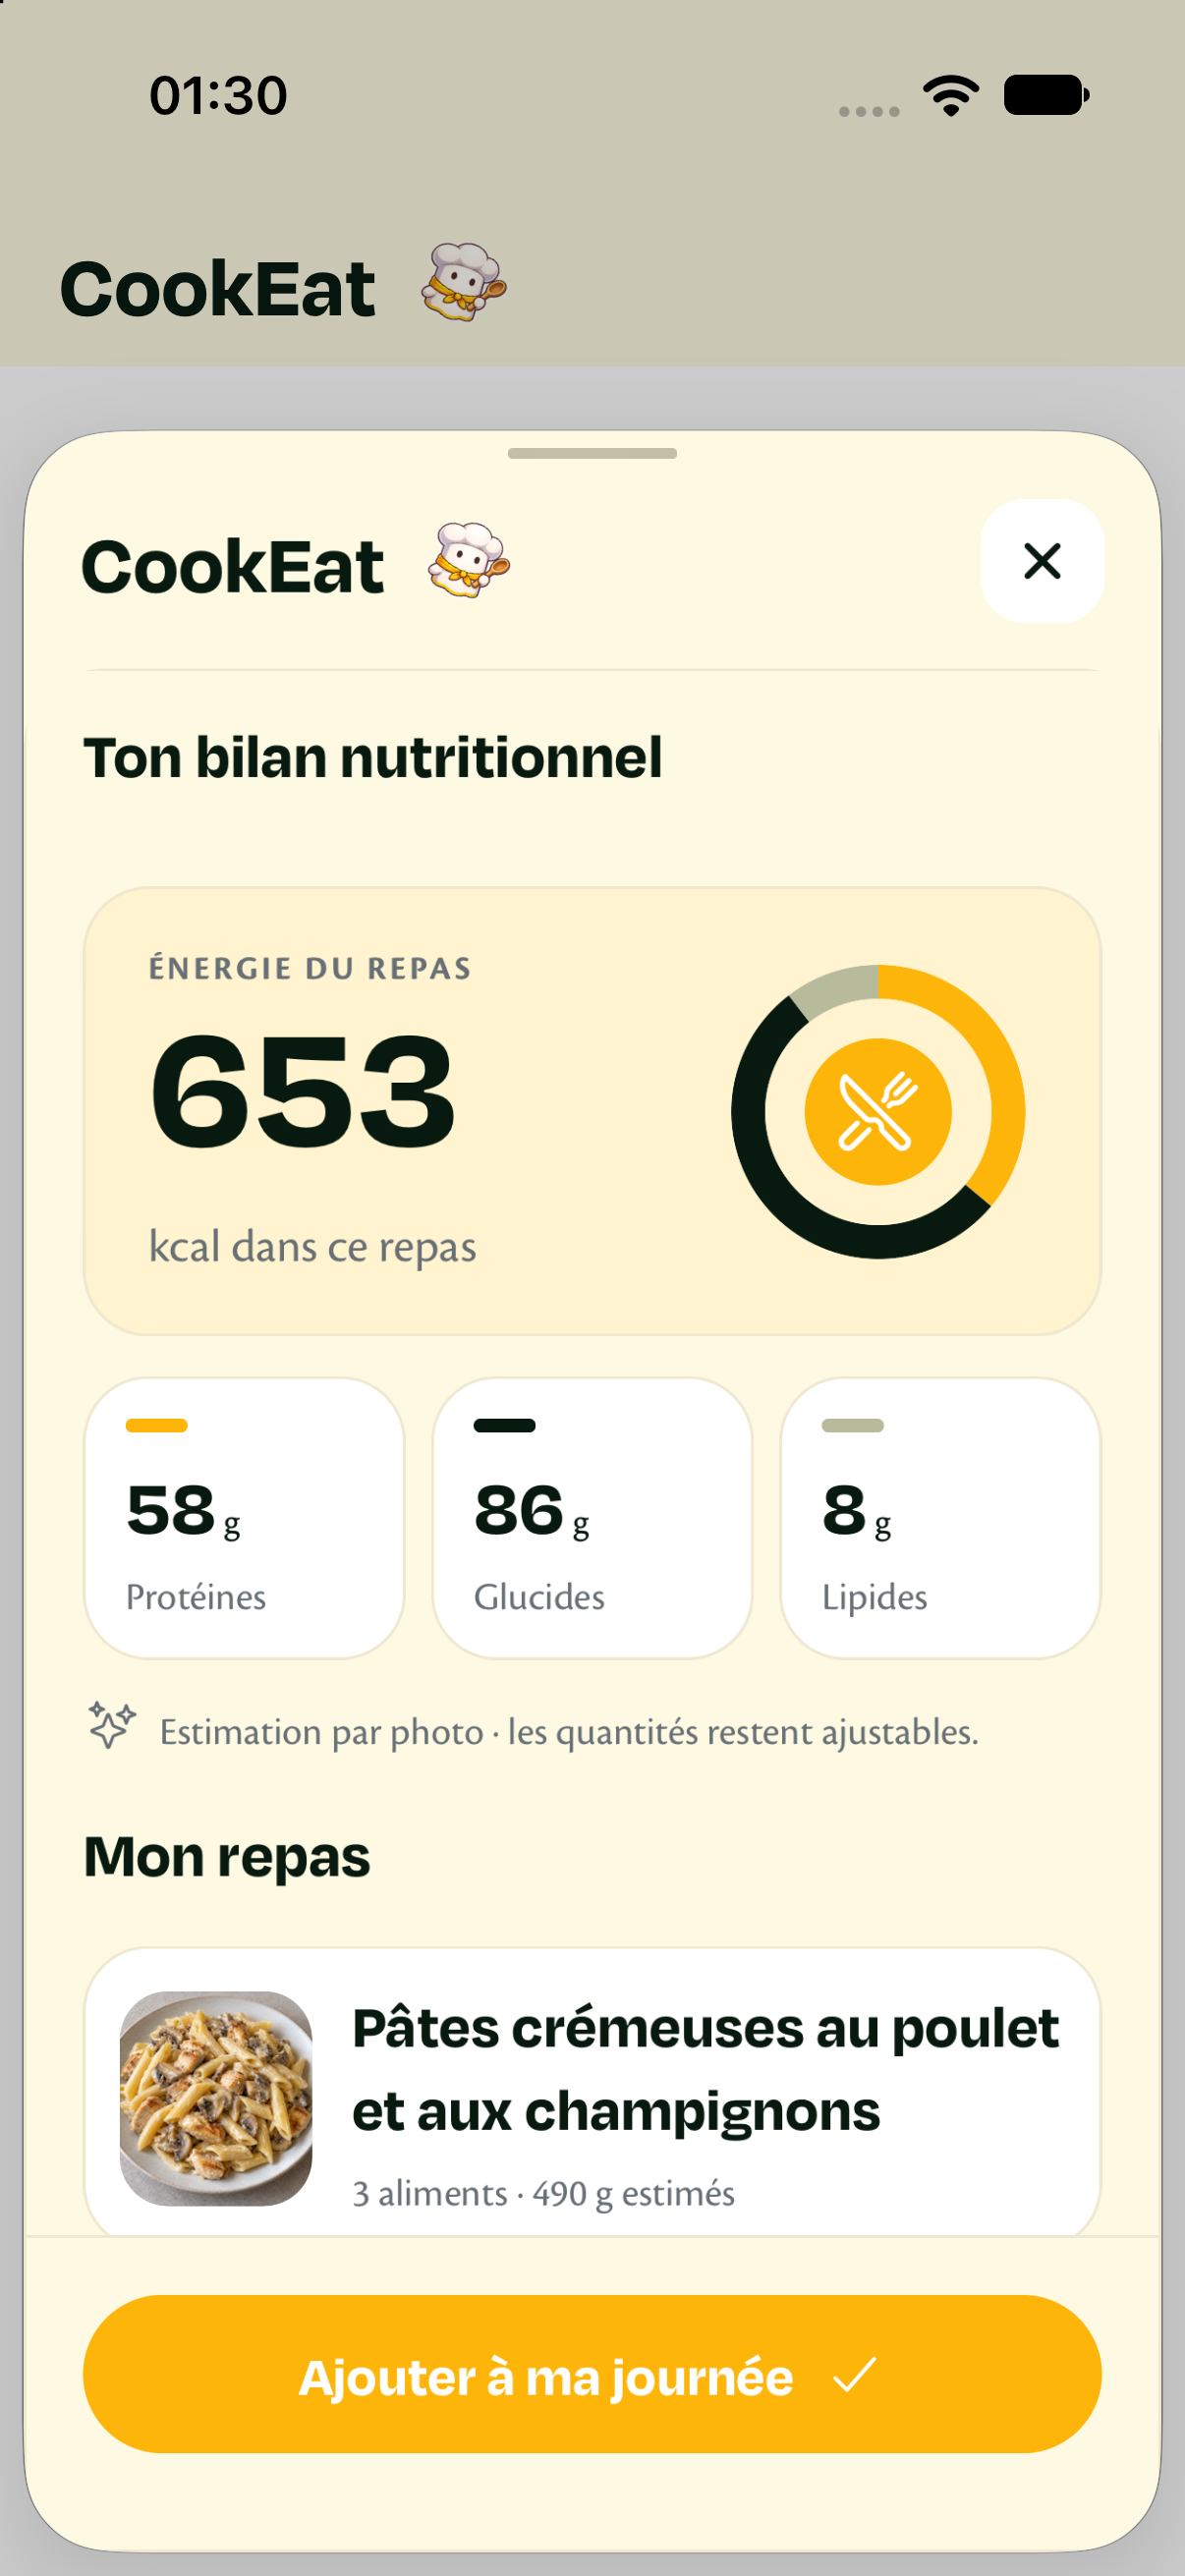 01:30
CookEat
CookEat
Ton bilan nutritionnel
ÉNERGIE DU REPAS
653
kcal dans ce repas
58 g
Protéines
86 g
Glucides
8 g
Lipides
Estimation par photo · les quantités restent ajustables.
Mon repas
Pâtes crémeuses au poulet
et aux champignons
3 aliments · 490 g estimés
Ajouter à ma journée